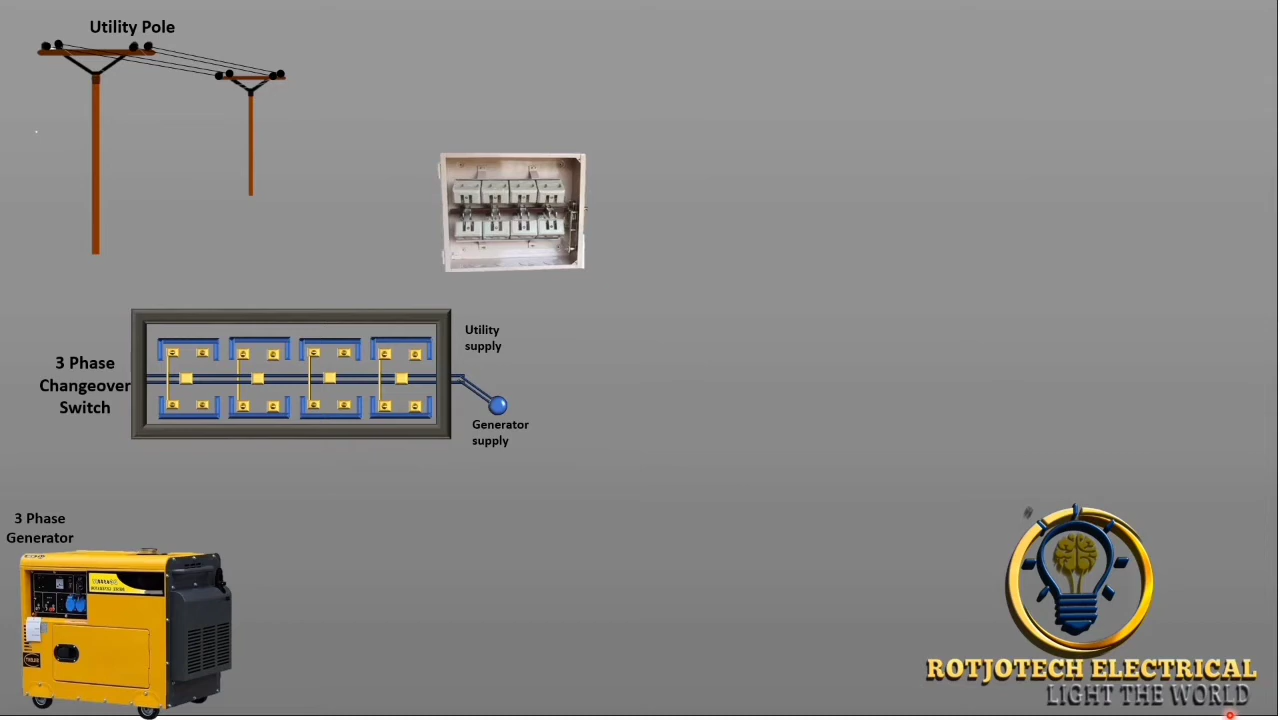 Utility Pole
Utility
supply
3 Phase
Changeover
Switch
Generator
supply
3 Phase
Generator
ROTJOTECH ELECTRICAL
LIGHT THE WORLD